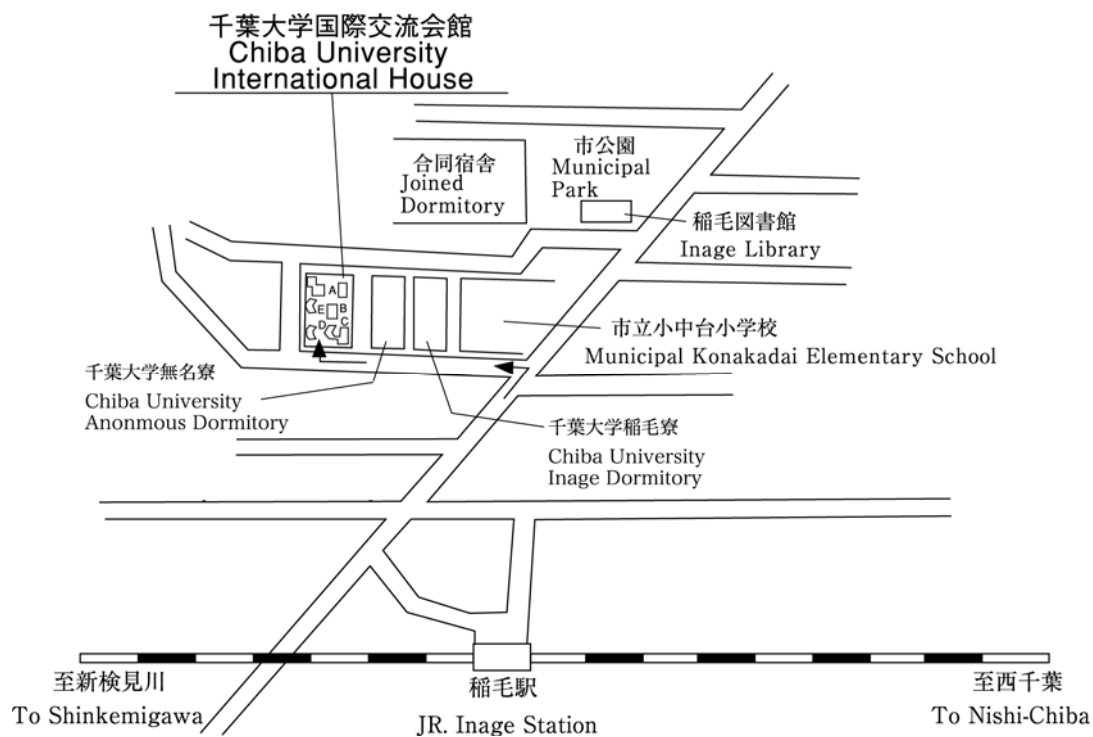 千葉大学国際交流会館
Chiba University
International House
合同宿舎
Joined
Dormitory
市公園
Municipal
Park
稲毛図書館
Inage Library
A
E
B
D
C
市立小中台小学校
Municipal Konakadai Elementary School
千葉大学無名寮
Chiba University
Anonmous Dormitory
千葉大学稲毛寮
Chiba University
Inage Dormitory
至新検見川
To Shinkemigawa
稲毛駅
JR. Inage Station
至西千葉
To Nishi-Chiba